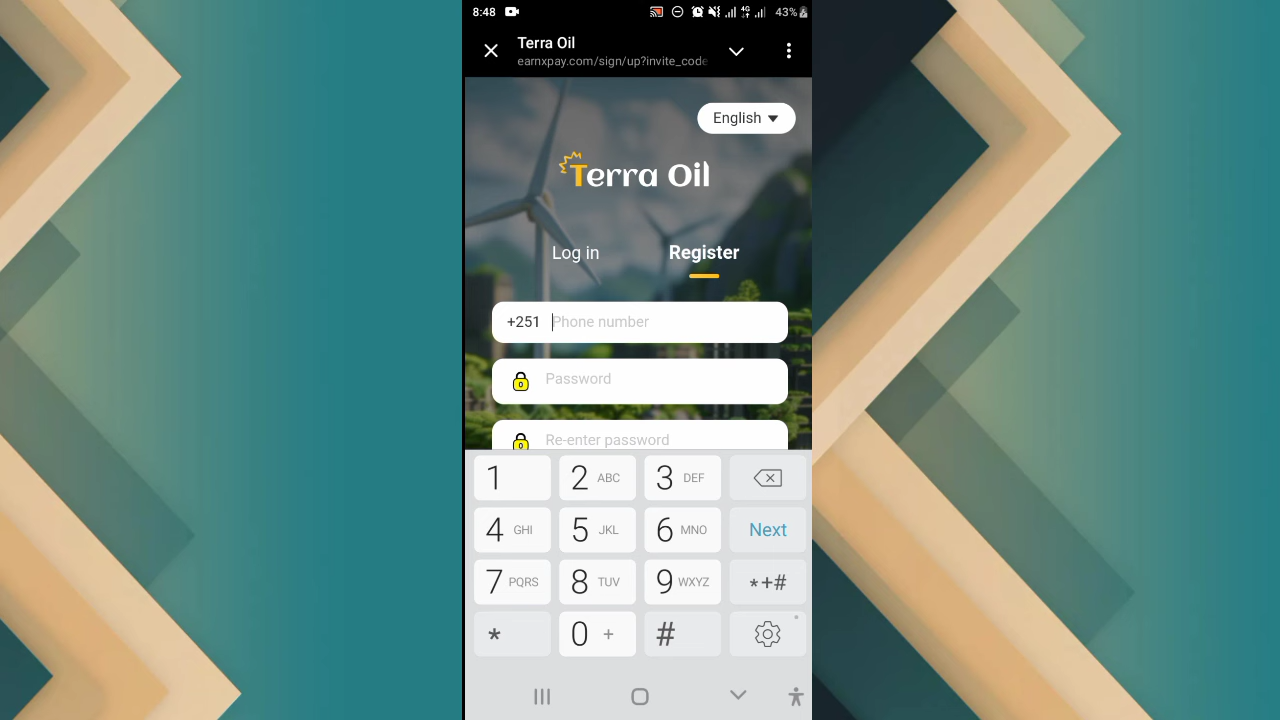 8:48
4G
43%
Terra Oil
earnxpay.com/sign/up?invite_code
English
Terra Oil
Log in
Register
+251 Phone number
Password
Re-enter password
1
2 ABC
3 DEF
4 GHI
5 JKL
6 MNO
Next
7 PQRS
8 TUV
9 WXYZ
*+#
*
0 +
#